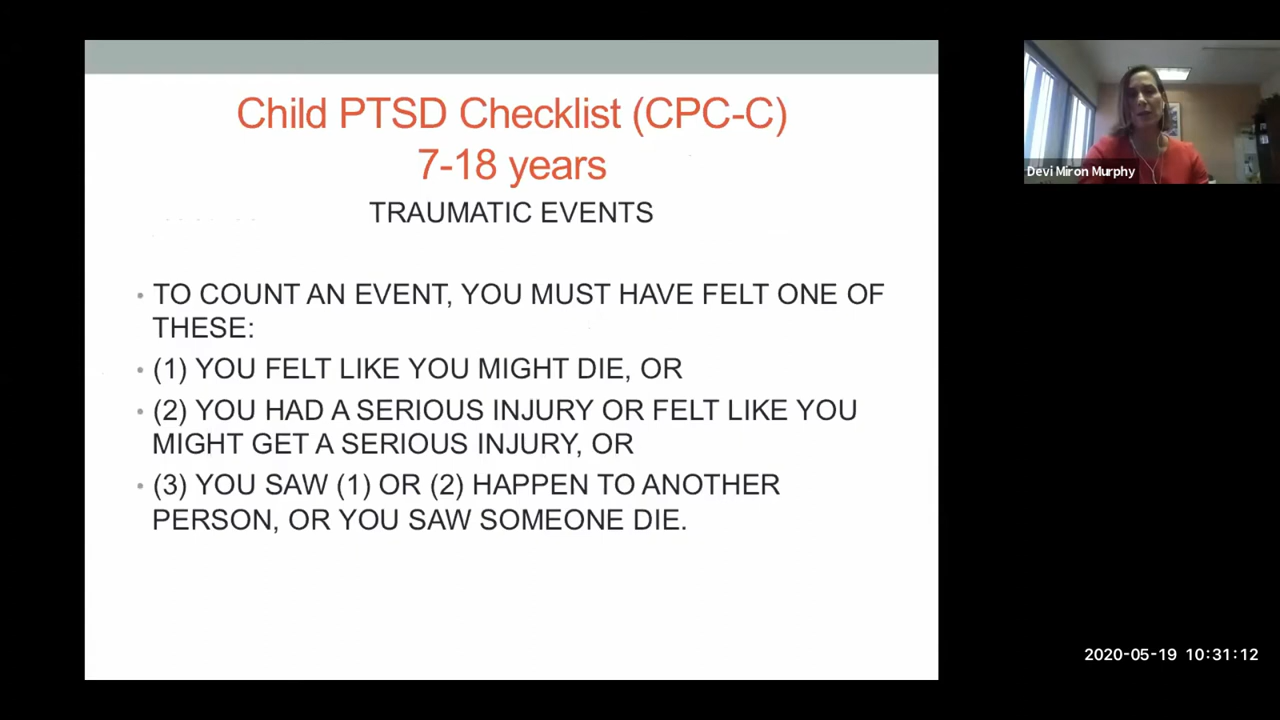 Child PTSD Checklist (CPC-C)
7-18 years
TRAUMATIC EVENTS
• TO COUNT AN EVENT, YOU MUST HAVE FELT ONE OF
THESE:
• (1) YOU FELT LIKE YOU MIGHT DIE, OR
• (2) YOU HAD A SERIOUS INJURY OR FELT LIKE YOU
MIGHT GET A SERIOUS INJURY, OR
• (3) YOU SAW (1) OR (2) HAPPEN TO ANOTHER
PERSON, OR YOU SAW SOMEONE DIE.
Devi Miron Murphy
2020-05-19 10:31:12